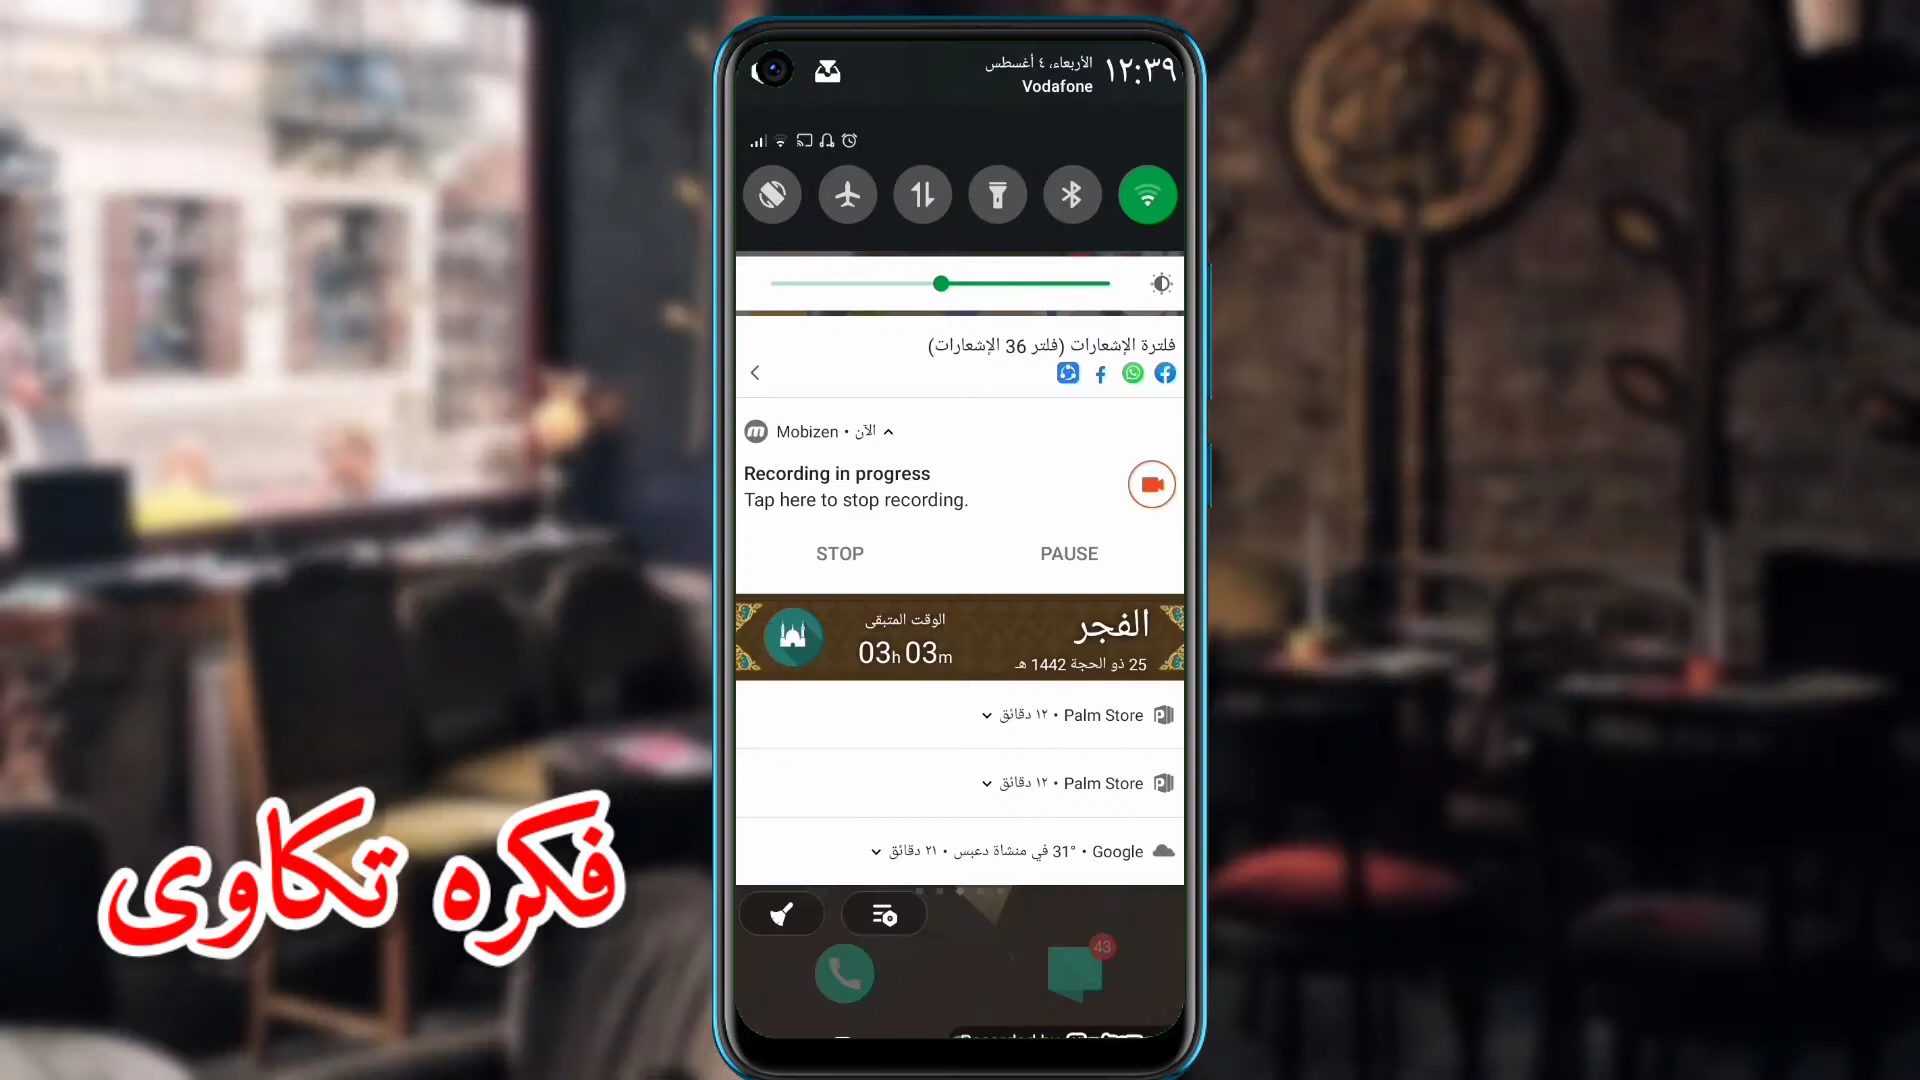 الأربعاء، ٤ أغسطس
١٢:٣٩
Vodafone
فلترة الإشعارات (فلتر 36 الإشعارات)
Mobizen • الآن
Recording in progress
Tap here to stop recording.
STOP
PAUSE
الفجر
25 ذو الحجة 1442 هـ
الوقت المتبقى
03h 03m
Palm Store • ١٢ دقائق
Palm Store • ١٢ دقائق
Google • 31° في منشاة دعبس • ٢١ دقائق
43
فكره تكاوى